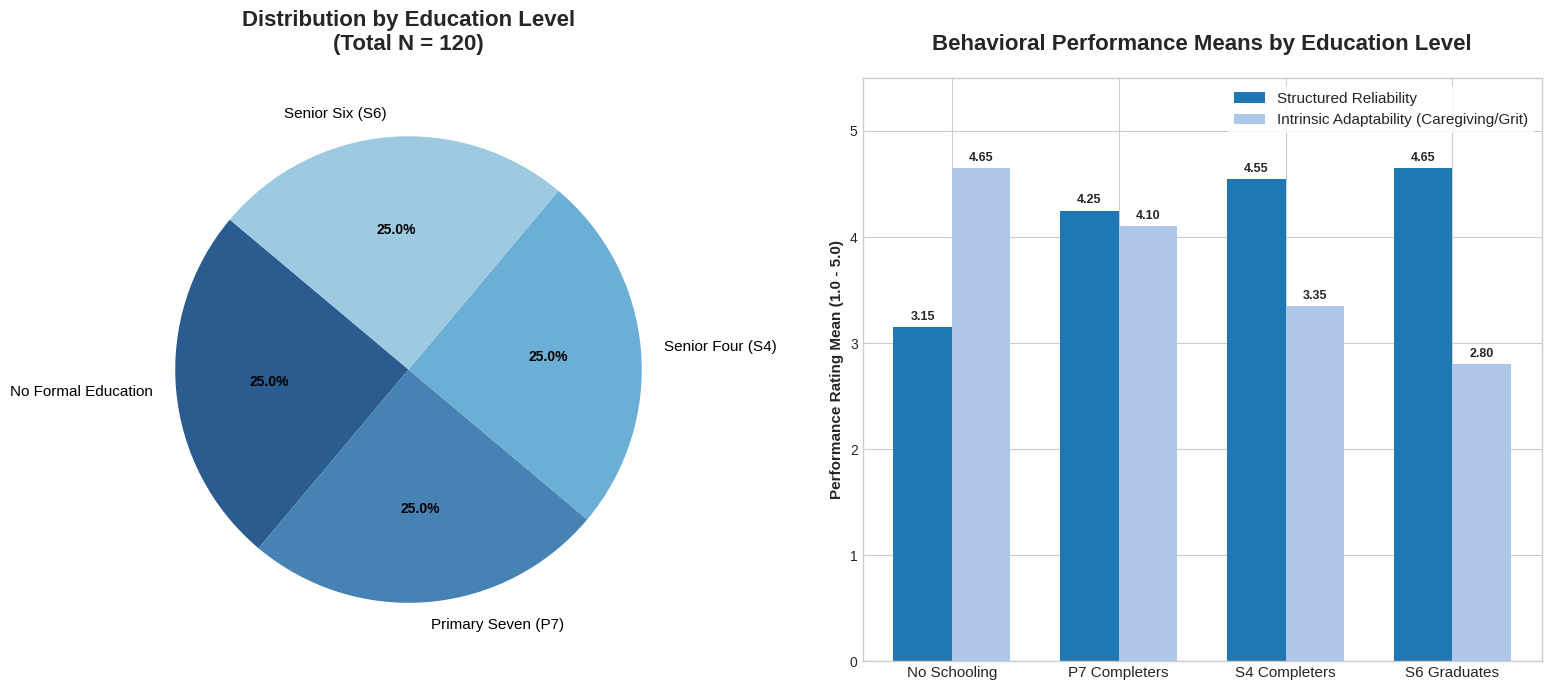 Distribution by Education Level
(Total N = 120)
Senior Six (S6)
25.0%
Senior Four (S4)
25.0%
No Formal Education
25.0%
25.0%
Primary Seven (P7)
Behavioral Performance Means by Education Level
Structured Reliability
Intrinsic Adaptability (Caregiving/Grit)
Performance Rating Mean (1.0 - 5.0)
5
4
3
2
1
0
3.15
4.65
4.25
4.10
4.55
3.35
4.65
2.80
No Schooling
P7 Completers
S4 Completers
S6 Graduates